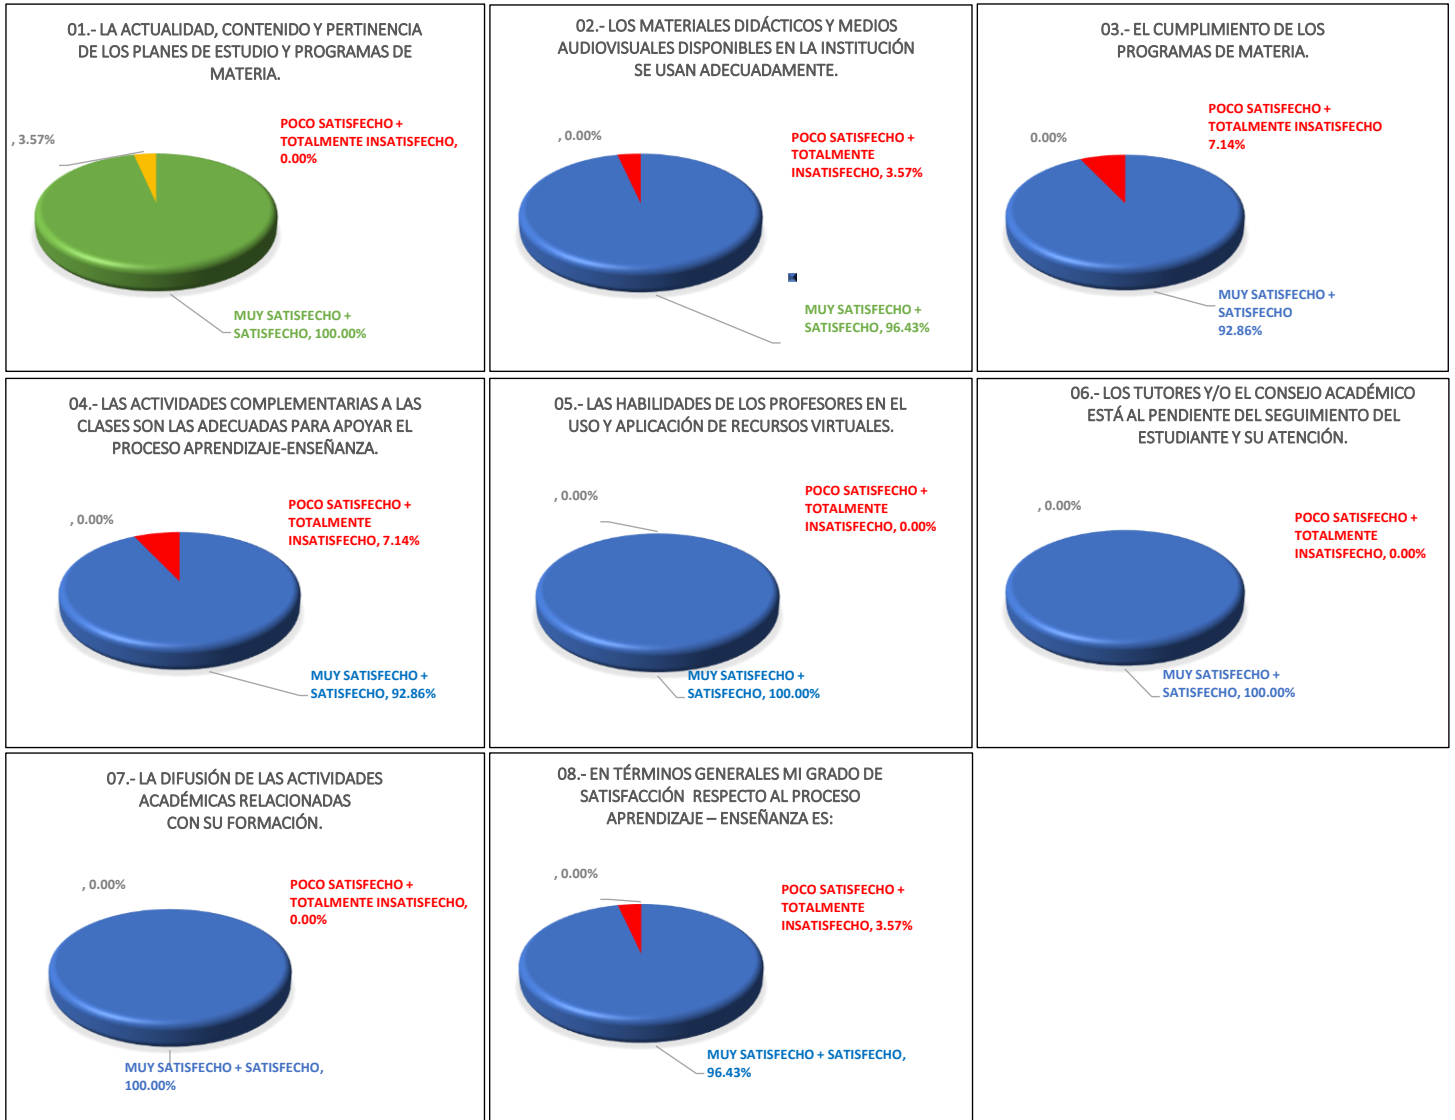 01.- LA ACTUALIDAD, CONTENIDO Y PERTINENCIA
DE LOS PLANES DE ESTUDIO Y PROGRAMAS DE
MATERIA.
, 3.57%
POCO SATISFECHO +
TOTALMENTE INSATISFECHO,
0.00%
MUY SATISFECHO +
SATISFECHO, 100.00%
02.- LOS MATERIALES DIDÁCTICOS Y MEDIOS
AUDIOVISUALES DISPONIBLES EN LA INSTITUCIÓN
SE USAN ADECUADAMENTE.
, 0.00%
POCO SATISFECHO +
TOTALMENTE
INSATISFECHO, 3.57%
MUY SATISFECHO +
SATISFECHO, 96.43%
03.- EL CUMPLIMIENTO DE LOS
PROGRAMAS DE MATERIA.
0.00%
POCO SATISFECHO +
TOTALMENTE INSATISFECHO
7.14%
MUY SATISFECHO +
SATISFECHO
92.86%
04.- LAS ACTIVIDADES COMPLEMENTARIAS A LAS
CLASES SON LAS ADECUADAS PARA APOYAR EL
PROCESO APRENDIZAJE-ENSEÑANZA.
, 0.00%
POCO SATISFECHO +
TOTALMENTE
INSATISFECHO, 7.14%
MUY SATISFECHO +
SATISFECHO, 92.86%
05.- LAS HABILIDADES DE LOS PROFESORES EN EL
USO Y APLICACIÓN DE RECURSOS VIRTUALES.
, 0.00%
POCO SATISFECHO +
TOTALMENTE
INSATISFECHO, 0.00%
MUY SATISFECHO +
SATISFECHO, 100.00%
06.- LOS TUTORES Y/O EL CONSEJO ACADÉMICO
ESTÁ AL PENDIENTE DEL SEGUIMIENTO DEL
ESTUDIANTE Y SU ATENCIÓN.
, 0.00%
POCO SATISFECHO +
TOTALMENTE
INSATISFECHO, 0.00%
MUY SATISFECHO +
SATISFECHO, 100.00%
07.- LA DIFUSIÓN DE LAS ACTIVIDADES
ACADÉMICAS RELACIONADAS
CON SU FORMACIÓN.
, 0.00%
POCO SATISFECHO +
TOTALMENTE INSATISFECHO,
0.00%
MUY SATISFECHO + SATISFECHO,
100.00%
08.- EN TÉRMINOS GENERALES MI GRADO DE
SATISFACCIÓN  RESPECTO AL PROCESO
APRENDIZAJE – ENSEÑANZA ES:
, 0.00%
POCO SATISFECHO +
TOTALMENTE
INSATISFECHO, 3.57%
MUY SATISFECHO + SATISFECHO,
96.43%